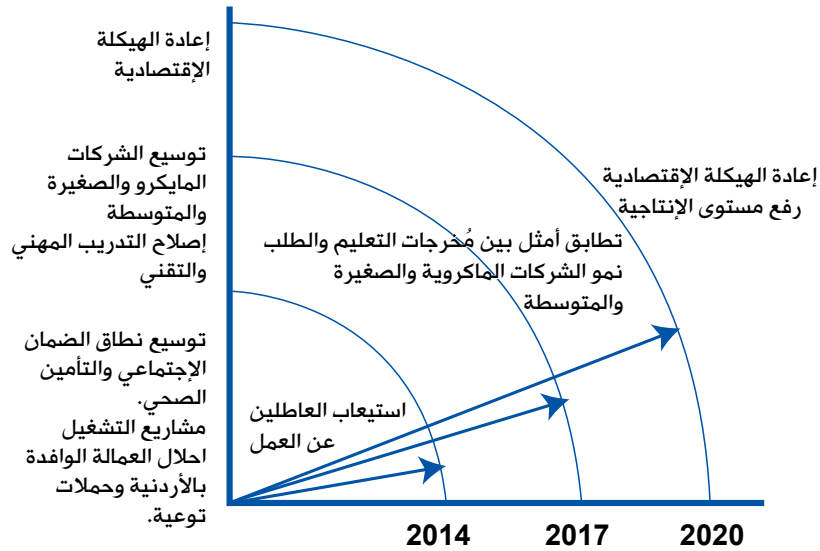 إعادة الهيكلة
الإقتصادية
توسيع الشركات
المايكرو والصغيرة
والمتوسطة
إصلاح التدريب المهني
والتقني
توسيع نطاق الضمان
الإجتماعي والتأمين
الصحي.
مشاريع التشغيل
احلال العمالة الوافدة
بالأردنية وحملات
توعية.
إعادة الهيكلة الإقتصادية
رفع مستوى الإنتاجية
تطابق أمثل بين مُخرجات التعليم والطلب
نمو الشركات الماكروية والصغيرة
والمتوسطة
استيعاب العاطلين
عن العمل
2014 2017 2020